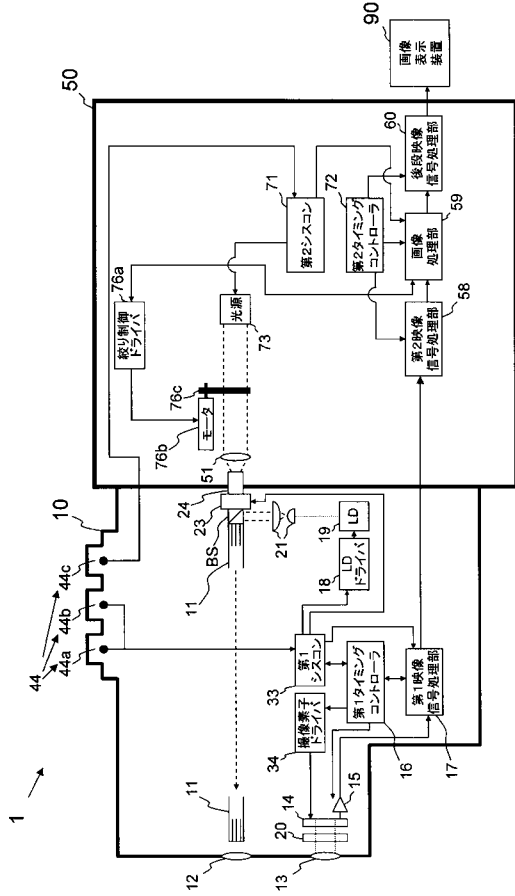 1
10
44
44a
44b
44c
50
90
画像
表示
装置
60
後段映像
信号処理部
71
第2シスコン
72
第2タイミング
コントローラ
59
画像
処理部
58
第2映像
信号処理部
76a
絞り制御
ドライバ
光源
73
76c
76b
モータ
51
24
23
BS
11
21
19
LD
18
LD
ドライバ
33
第1
シスコン
34
撮像素子
ドライバ
第1タイミング
コントローラ
16
第1映像
信号処理部
17
11
12
13
14
20
15